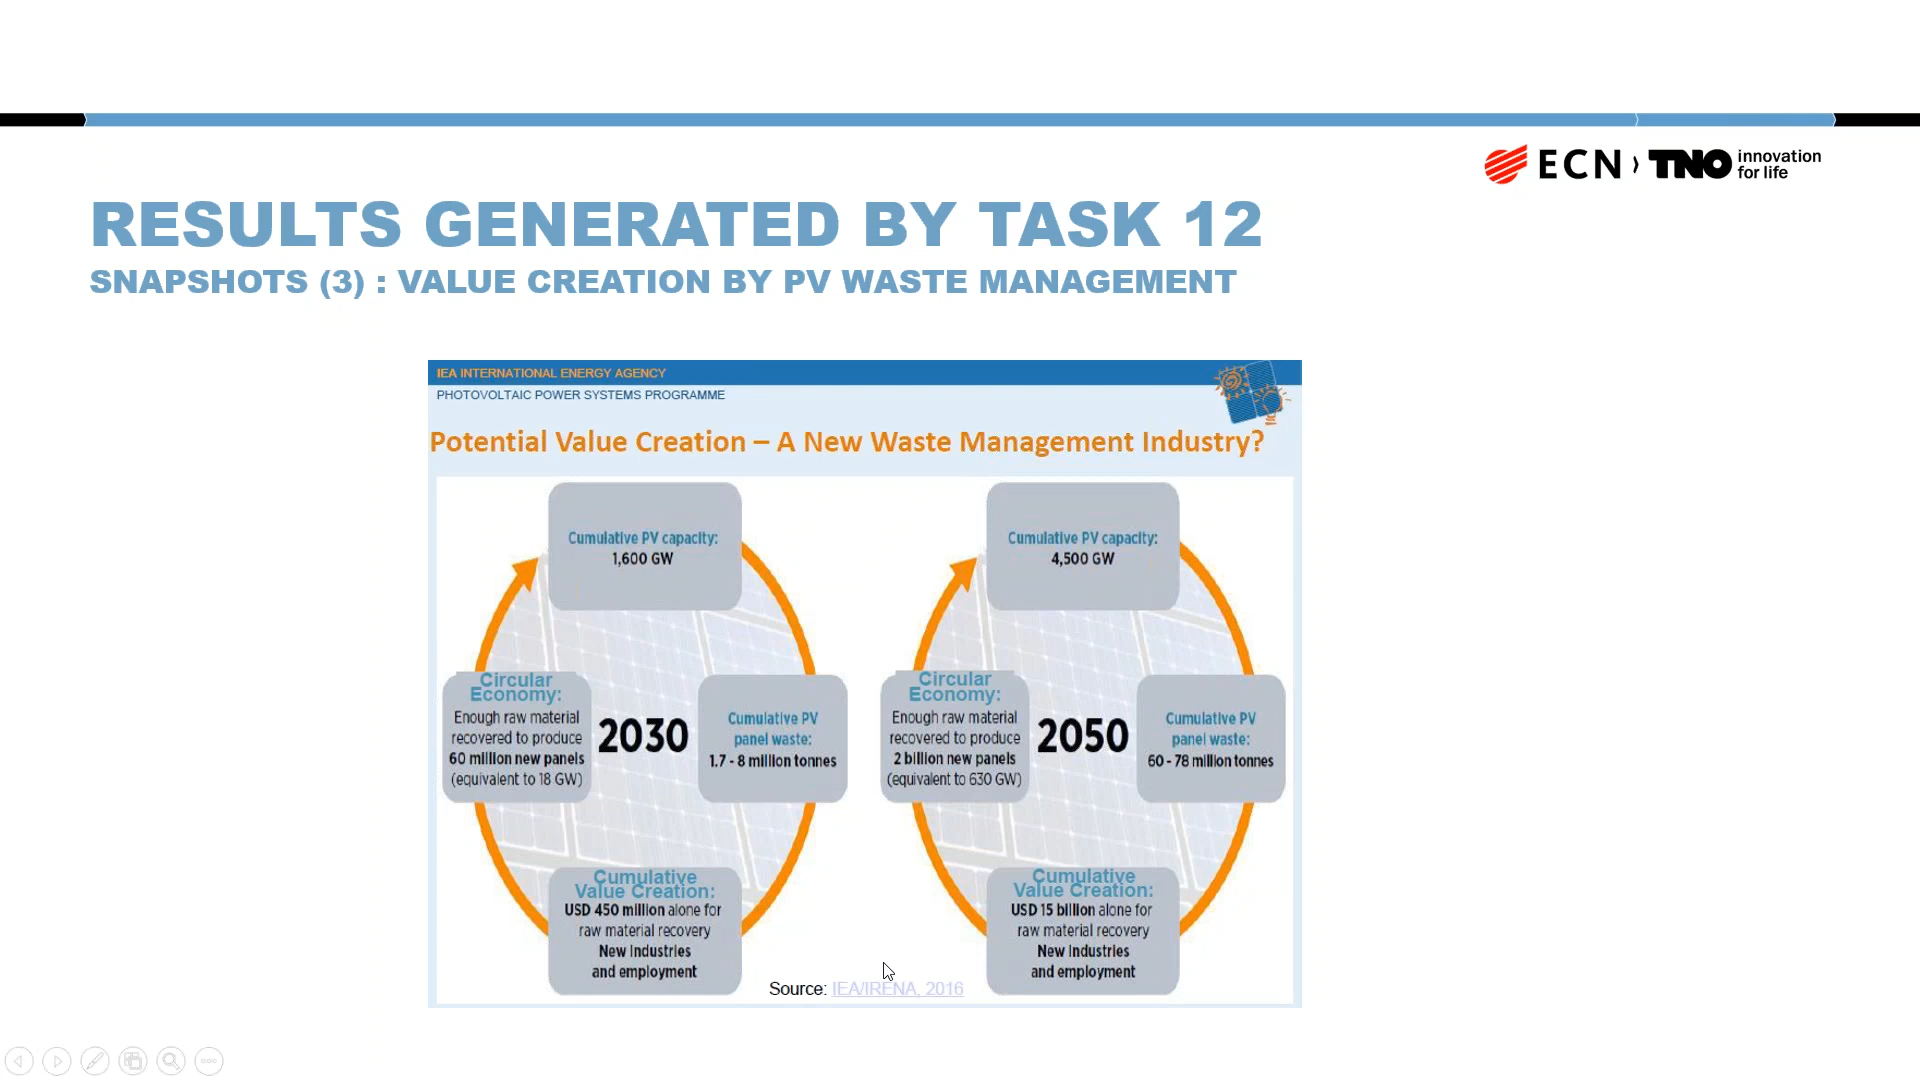 ECN TNO innovation
for life
RESULTS GENERATED BY TASK 12
SNAPSHOTS (3) : VALUE CREATION BY PV WASTE MANAGEMENT
IEA INTERNATIONAL ENERGY AGENCY
PHOTOVOLTAIC POWER SYSTEMS PROGRAMME
Potential Value Creation – A New Waste Management Industry?
Cumulative PV capacity:
1,600 GW
Circular
Economy:
Enough raw material
recovered to produce
60 million new panels
(equivalent to 18 GW)
2030
Cumulative PV
panel waste:
1.7 - 8 million tonnes
Cumulative
Value Creation:
USD 450 million alone for
raw material recovery
New Industries
and employment
Cumulative PV capacity:
4,500 GW
Circular
Economy:
Enough raw material
recovered to produce
2 billion new panels
(equivalent to 630 GW)
2050
Cumulative PV
panel waste:
60 - 78 million tonnes
Cumulative
Value Creation:
USD 15 billion alone for
raw material recovery
New Industries
and employment
Source: IEA/IRENA, 2016